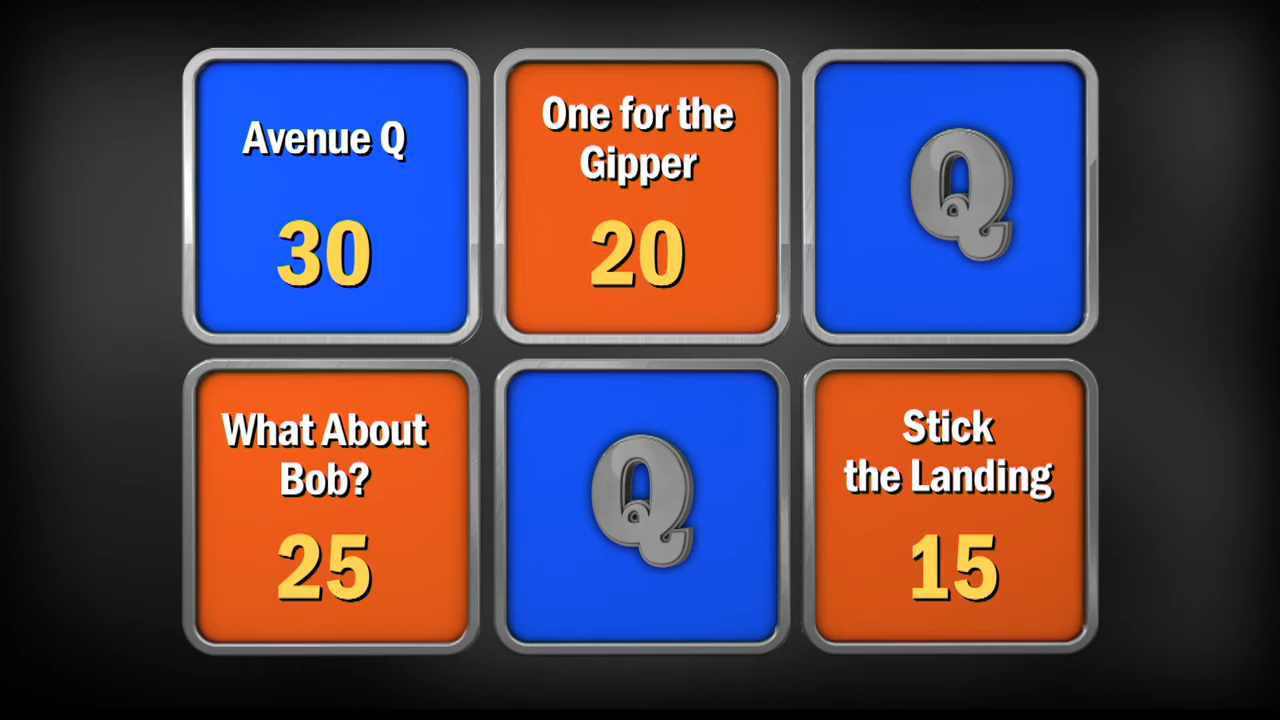 Avenue Q
30
One for the
Gipper
20
Q
What About
Bob?
25
Q
Stick
the Landing
15